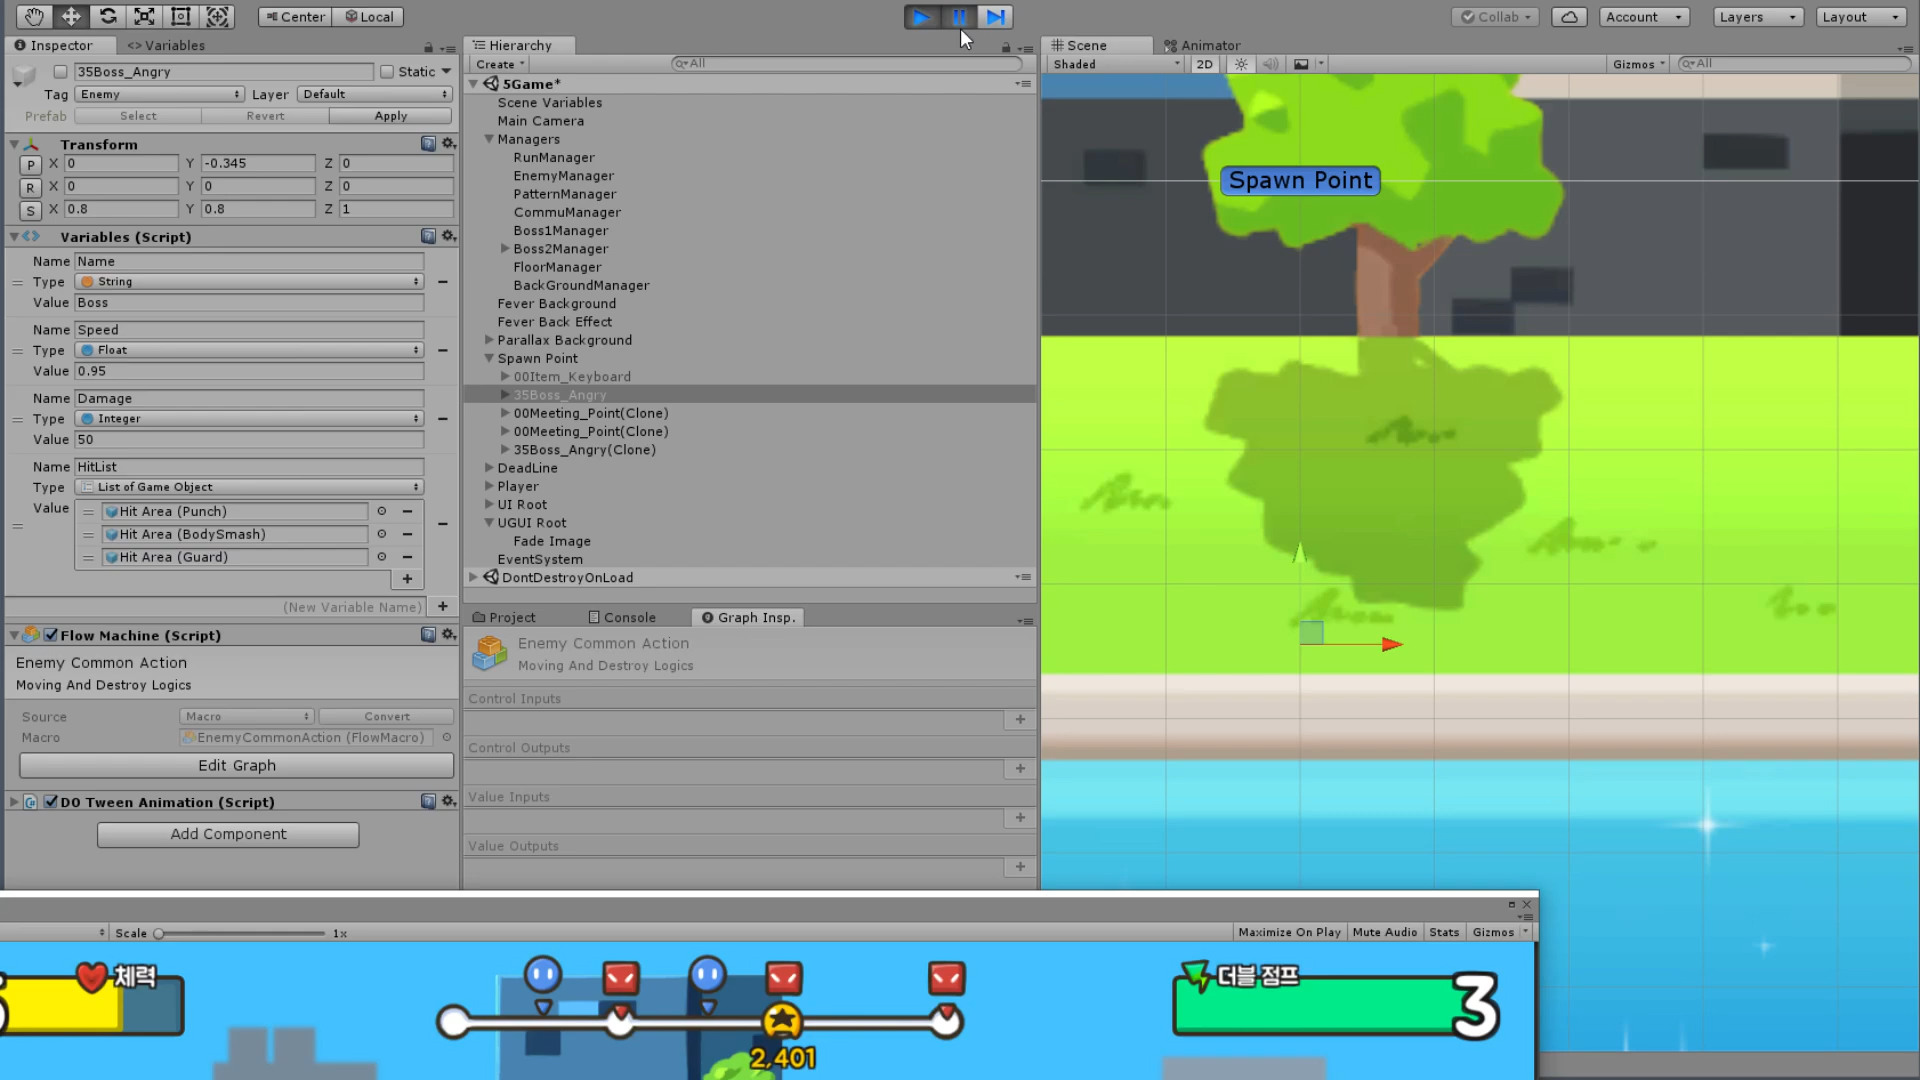 Center
Local
Collab
Account
Layers
Layout
Inspector
<> Variables
35Boss_Angry
Static
Tag
Enemy
Layer
Default
Prefab
Select
Revert
Apply
Transform
P X 0 Y -0.345 Z 0
R X 0 Y 0 Z 0
S X 0.8 Y 0.8 Z 1
Variables (Script)
Name Name
Type String
Value Boss
Name Speed
Type Float
Value 0.95
Name Damage
Type Integer
Value 50
Name HitList
Type List of Game Object
Value Hit Area (Punch)
Hit Area (BodySmash)
Hit Area (Guard)
(New Variable Name)
Flow Machine (Script)
Enemy Common Action
Moving And Destroy Logics
Source Macro Convert
Macro EnemyCommonAction (FlowMacro)
Edit Graph
DO Tween Animation (Script)
Add Component
Hierarchy
Create
All
5Game*
Scene Variables
Main Camera
Managers
RunManager
EnemyManager
PatternManager
CommuManager
Boss1Manager
Boss2Manager
FloorManager
BackGroundManager
Fever Background
Fever Back Effect
Parallax Background
Spawn Point
00Item_Keyboard
35Boss_Angry
00Meeting_Point(Clone)
00Meeting_Point(Clone)
35Boss_Angry(Clone)
DeadLine
Player
UI Root
UGUI Root
Fade Image
EventSystem
DontDestroyOnLoad
Project
Console
Graph Insp.
Enemy Common Action
Moving And Destroy Logics
Control Inputs
Control Outputs
Value Inputs
Value Outputs
Scene
Animator
Shaded
2D
Gizmos
All
Spawn Point
Scale 1x
Maximize On Play
Mute Audio
Stats
Gizmos
체력
2,401
더블 점프
3